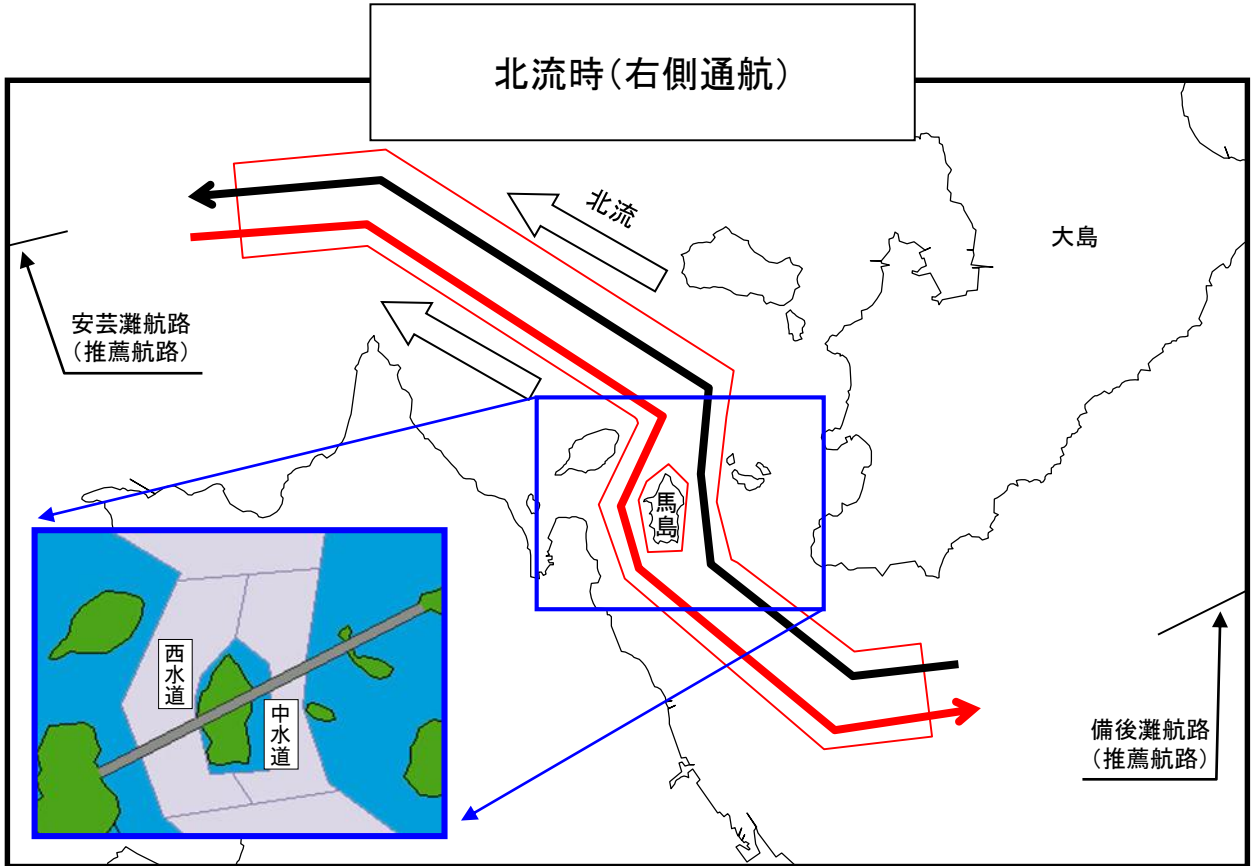 北流時(右側通航)
北流
大島
安芸灘航路
(推薦航路)
馬島
西水道
中水道
備後灘航路
(推薦航路)